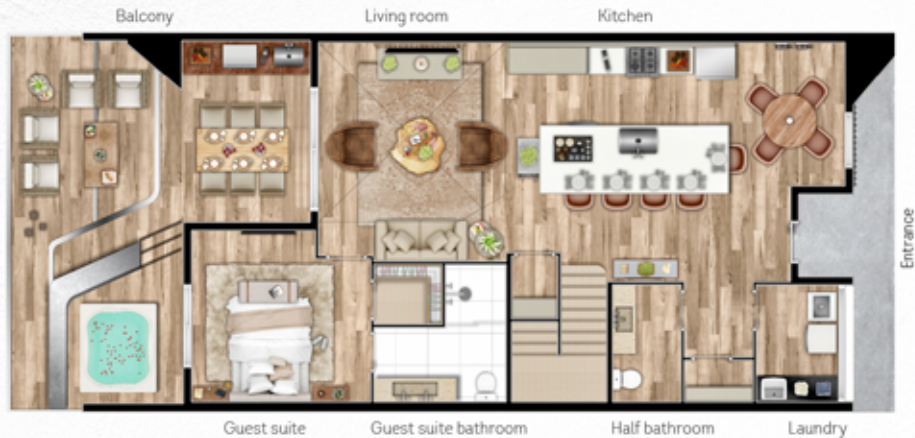 Balcony
Living room
Kitchen
Entrance
Guest suite
Guest suite bathroom
Half bathroom
Laundry